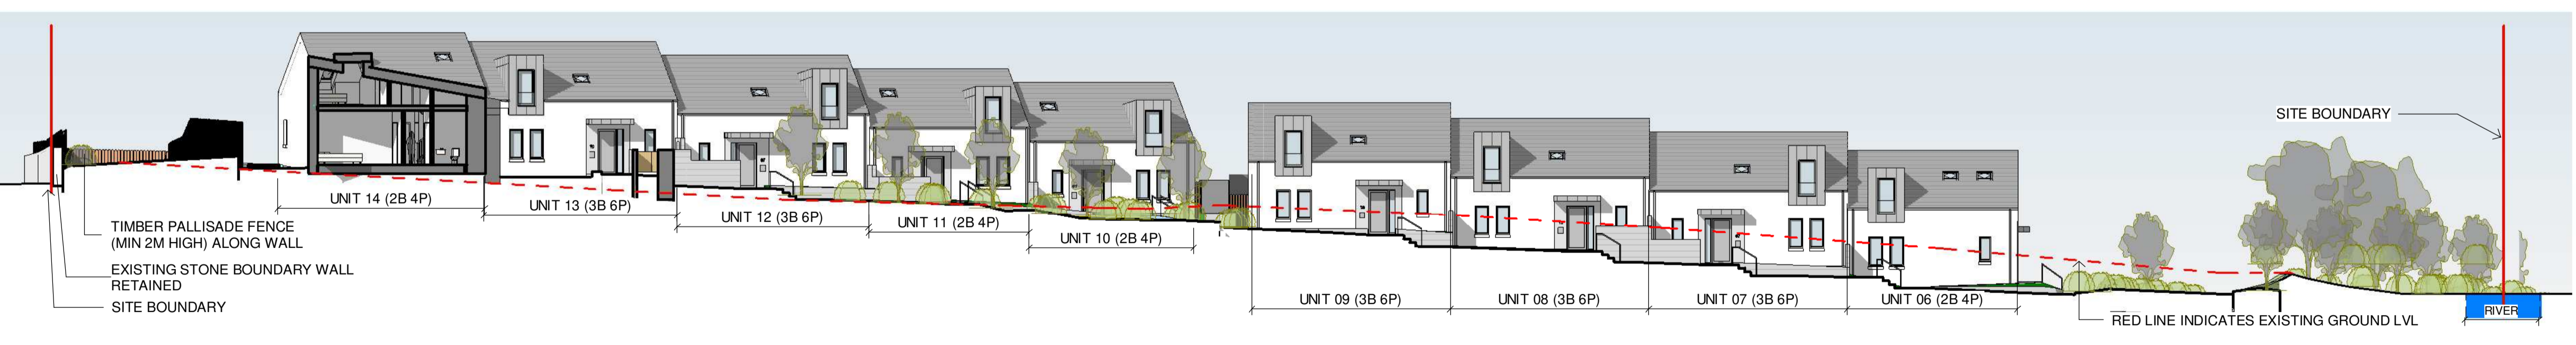 SITE BOUNDARY
UNIT 14 (2B 4P)
UNIT 13 (3B 6P)
UNIT 12 (3B 6P)
UNIT 11 (2B 4P)
UNIT 10 (2B 4P)
TIMBER PALLISADE FENCE
(MIN 2M HIGH) ALONG WALL
EXISTING STONE BOUNDARY WALL
RETAINED
SITE BOUNDARY
UNIT 09 (3B 6P)
UNIT 08 (3B 6P)
UNIT 07 (3B 6P)
UNIT 06 (2B 4P)
RED LINE INDICATES EXISTING GROUND LVL
RIVER